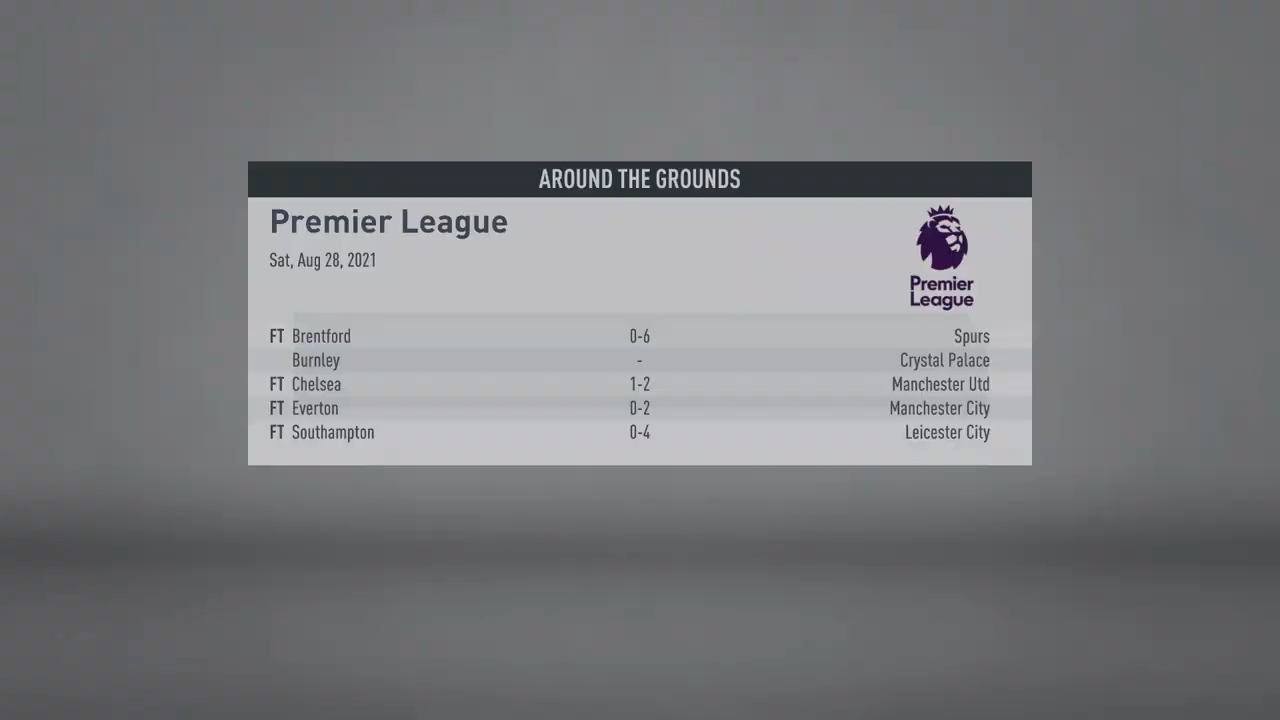 AROUND THE GROUNDS
Premier League
Sat, Aug 28, 2021
Premier
League
FT Brentford 0-6 Spurs
Burnley - Crystal Palace
FT Chelsea 1-2 Manchester Utd
FT Everton 0-2 Manchester City
FT Southampton 0-4 Leicester City